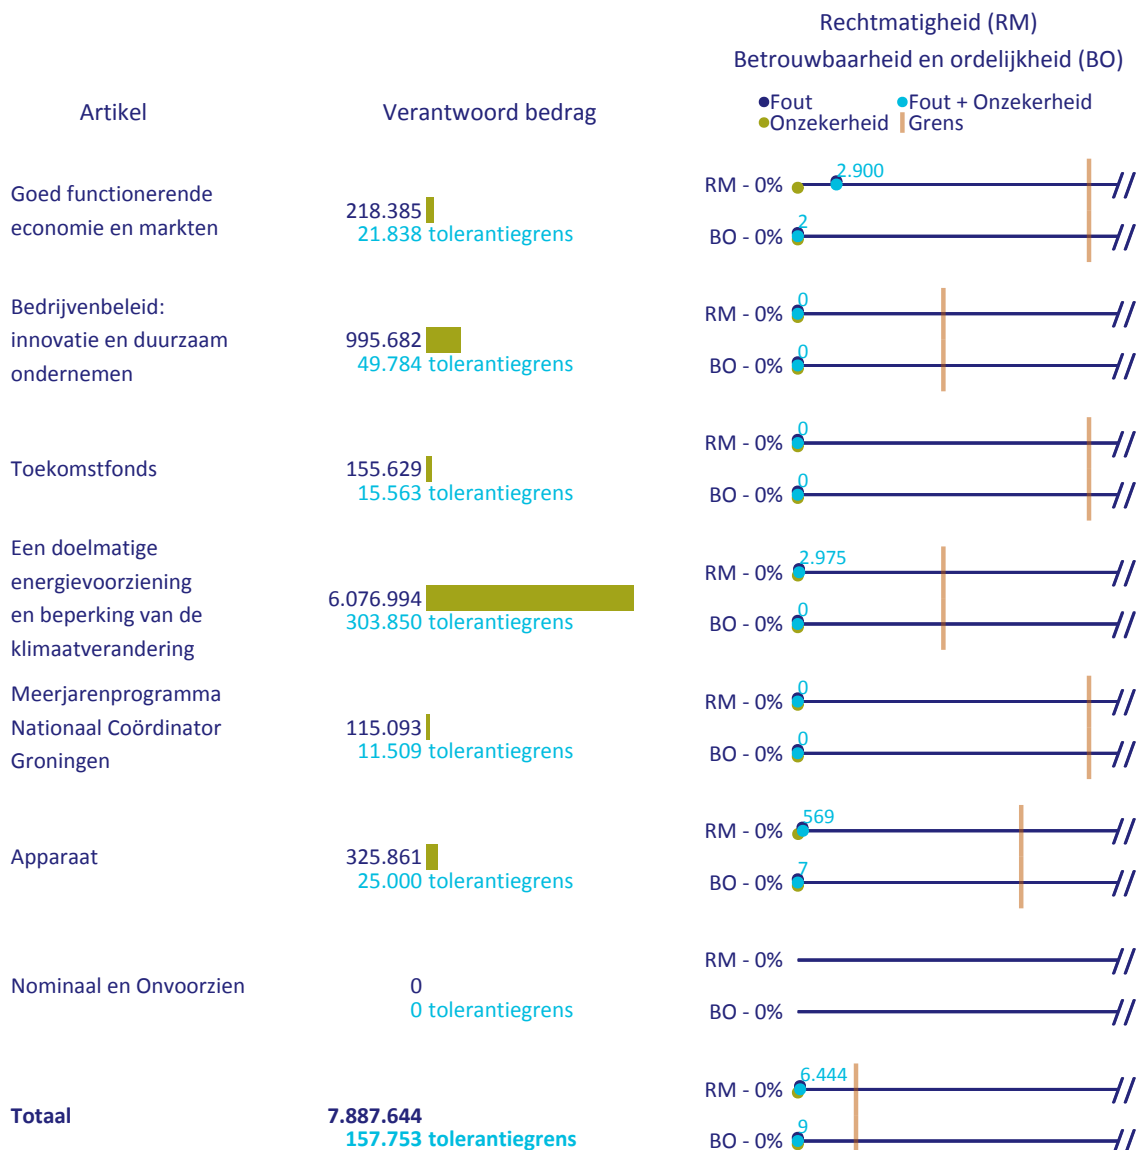 Rechtmatigheid (RM)
Betrouwbaarheid en ordelijkheid (BO)
Artikel
Verantwoord bedrag
Fout
Fout + Onzekerheid
Onzekerheid
Grens
Goed functionerende
economie en markten
218.385
21.838 tolerantiegrens
RM - 0%
2.900
BO - 0%
2
Bedrijvenbeleid:
innovatie en duurzaam
ondernemen
995.682
49.784 tolerantiegrens
RM - 0%
0
BO - 0%
0
Toekomstfonds
155.629
15.563 tolerantiegrens
RM - 0%
0
BO - 0%
0
Een doelmatige
energievoorziening
en beperking van de
klimaatverandering
6.076.994
303.850 tolerantiegrens
RM - 0%
2.975
BO - 0%
0
Meerjarenprogramma
Nationaal Coördinator
Groningen
115.093
11.509 tolerantiegrens
RM - 0%
0
BO - 0%
0
Apparaat
325.861
25.000 tolerantiegrens
RM - 0%
569
BO - 0%
7
Nominaal en Onvoorzien
0
0 tolerantiegrens
RM - 0%
BO - 0%
Totaal
7.887.644
157.753 tolerantiegrens
RM - 0%
6.444
BO - 0%
9